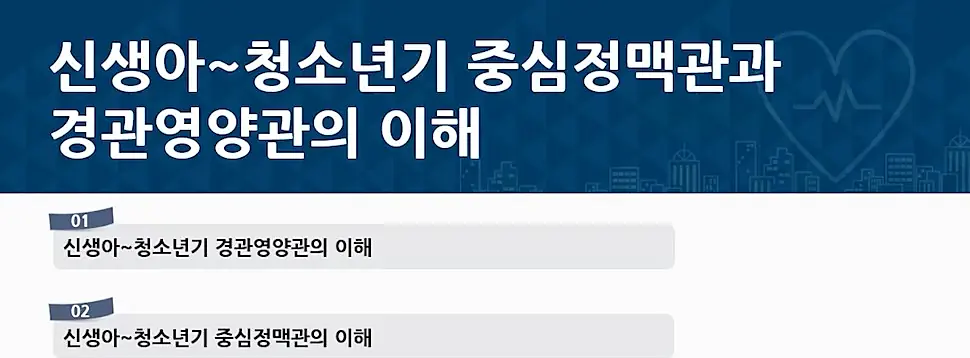 신생아~청소년기 중심정맥관과
경관영양관의 이해
01
신생아~청소년기 경관영양관의 이해
02
신생아~청소년기 중심정맥관의 이해